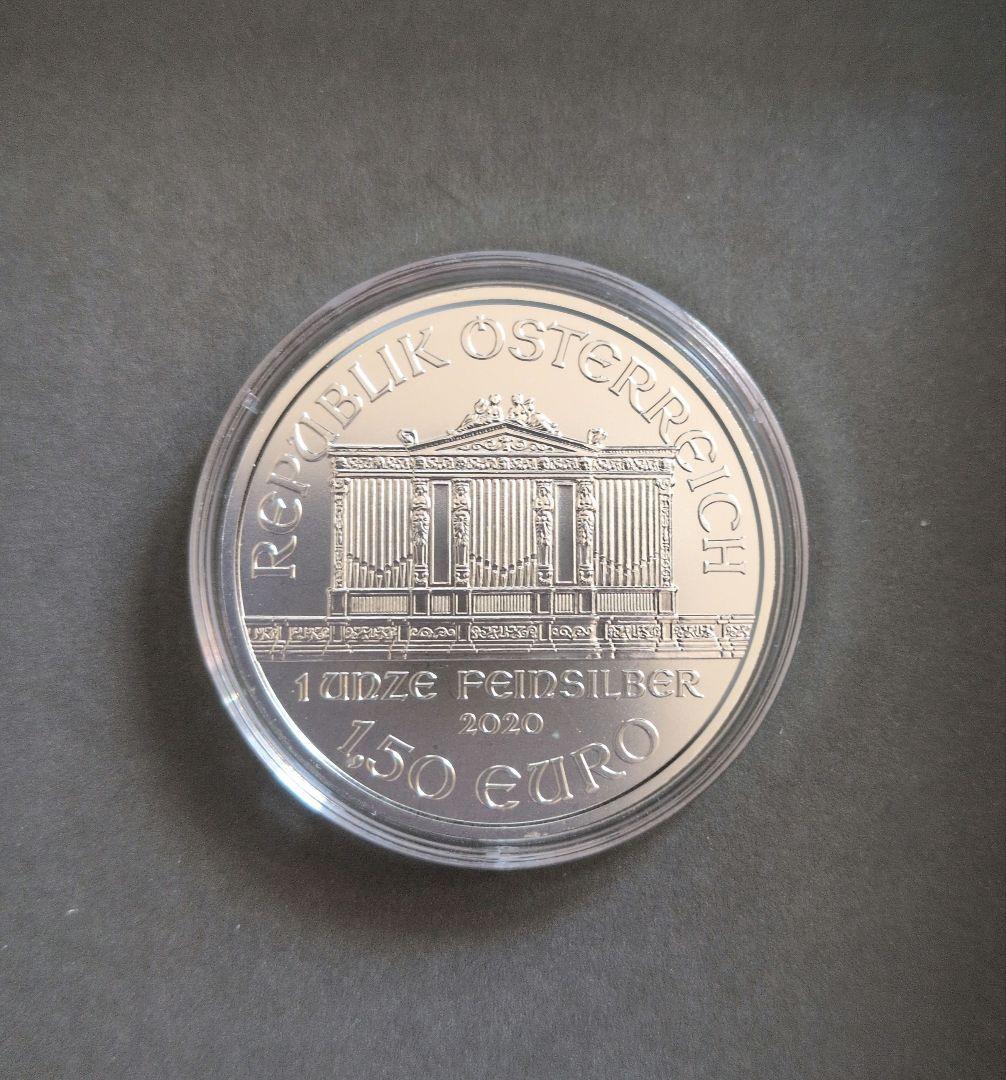 REPUBLIK ÖSTERREICH
1 UNZE FEINSILBER
2020
1,50 EURO